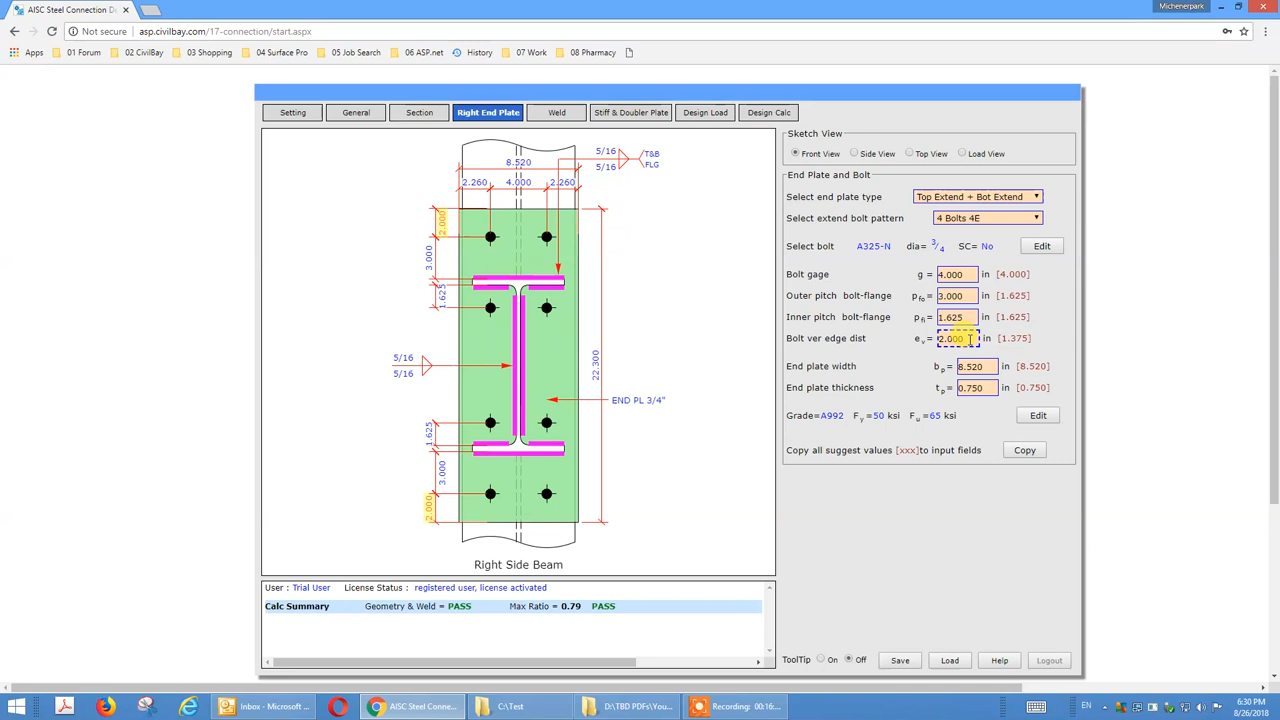 AISC Steel Connection De
Michenerpark
Not secure | asp.civilbay.com/17-connection/start.aspx
Apps 01 Forum 02 CivilBay 03 Shopping 04 Surface Pro 05 Job Search 06 ASP.net History 07 Work 08 Pharmacy
Setting General Section Right End Plate Weld Stiff & Doubler Plate Design Load Design Calc
5/16
5/16
T&B
FLG
8.520
2.260 4.000 2.260
2.000
3.000
1.625
5/16
5/16
22.300
END PL 3/4"
1.625
3.000
2.000
Right Side Beam
Sketch View
Front View Side View Top View Load View
End Plate and Bolt
Select end plate type Top Extend + Bot Extend
Select extend bolt pattern 4 Bolts 4E
Select bolt A325-N dia= 3/4 SC= No Edit
Bolt gage g = 4.000 in [4.000]
Outer pitch bolt-flange pfo= 3.000 in [1.625]
Inner pitch bolt-flange pfi= 1.625 in [1.625]
Bolt ver edge dist ev= 2.000 in [1.375]
End plate width bp= 8.520 in [8.520]
End plate thickness tp= 0.750 in [0.750]
Grade=A992 Fy=50 ksi Fu=65 ksi Edit
Copy all suggest values [xxx]to input fields Copy
User : Trial User License Status : registered user, license activated
Calc Summary Geometry & Weld = PASS Max Ratio = 0.79 PASS
ToolTip On Off Save Load Help Logout
Inbox - Microsoft ... AISC Steel Conne... C:\Test D:\TBD PDFs\You... Recording: 00:16:... EN 6:30 PM
8/26/2018